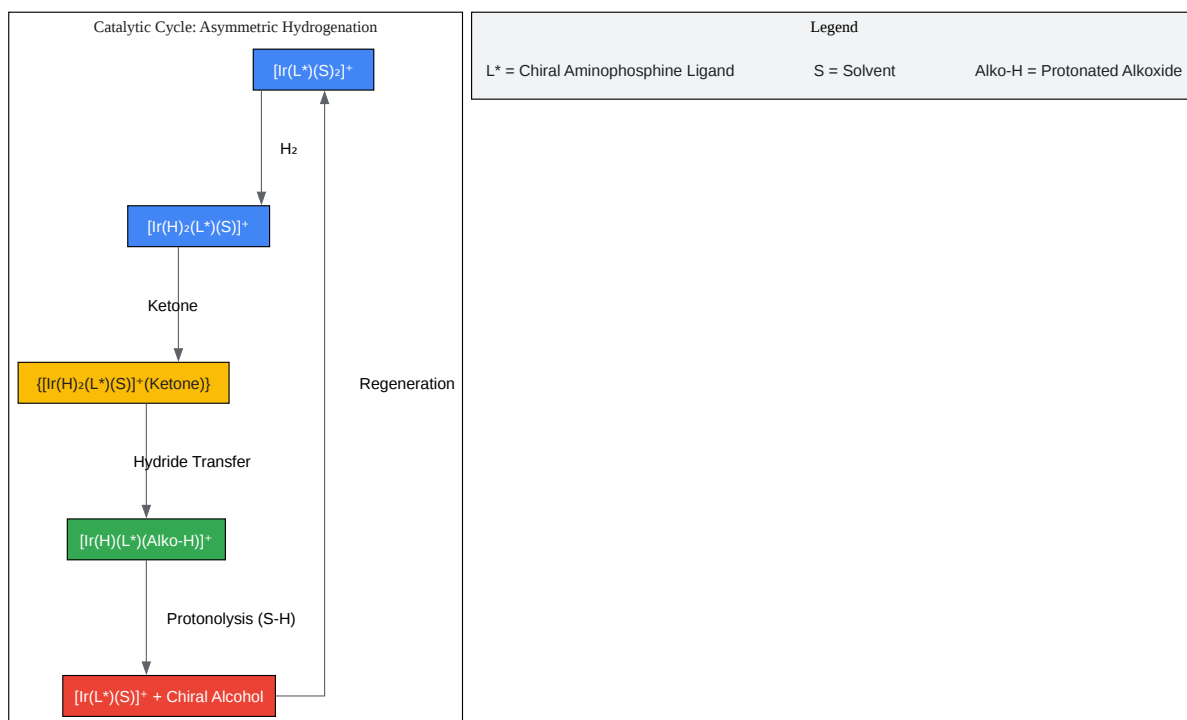 Catalytic Cycle: Asymmetric Hydrogenation
[Ir(L*)(S)₂]⁺
H₂
[Ir(H)₂(L*)(S)]⁺
Ketone
{[Ir(H)₂(L*)(S)]⁺(Ketone)}
Regeneration
Hydride Transfer
[Ir(H)(L*)(Alko-H)]⁺
Protonolysis (S-H)
[Ir(L*)(S)]⁺ + Chiral Alcohol
Legend
L* = Chiral Aminophosphine Ligand
S = Solvent
Alko-H = Protonated Alkoxide